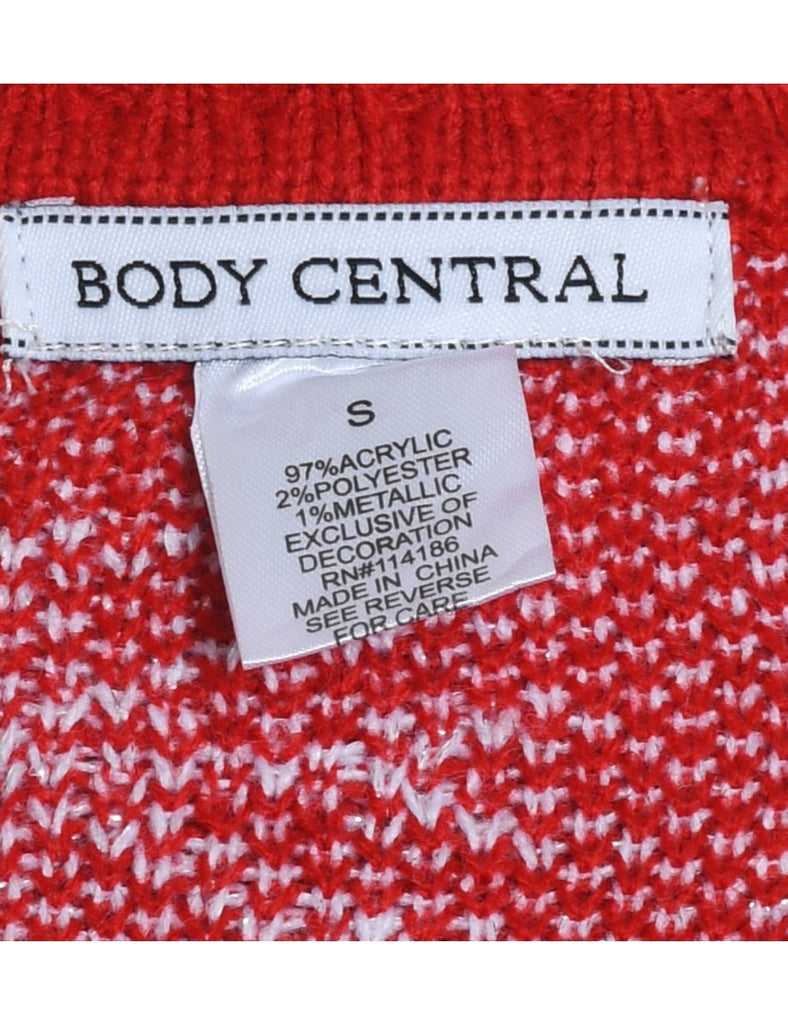 BODY CENTRAL
S
97%ACRYLIC
2%POLYESTER
1%METALLIC
EXCLUSIVE OF
DECORATION
RN#114186
MADE IN CHINA
SEE REVERSE
FOR CARE